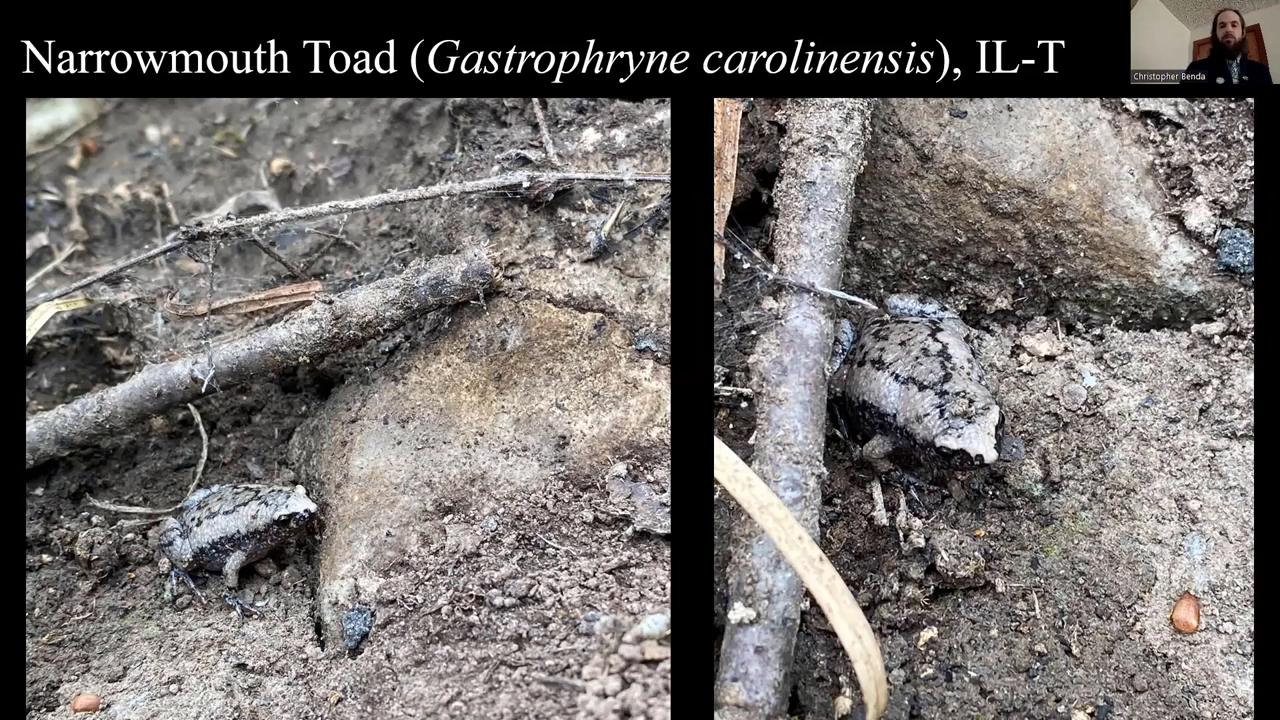 Narrowmouth Toad (Gastrophryne carolinensis), IL-T
Christopher Benda